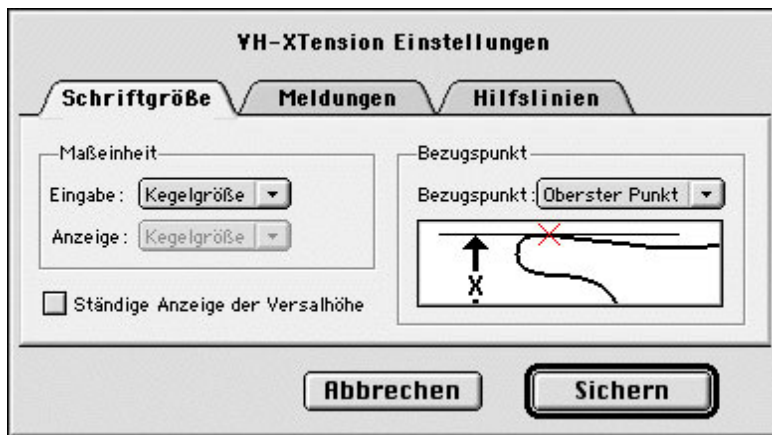 VH-XTension Einstellungen
Schriftgröße
Meldungen
Hilfslinien
Maßeinheit
Eingabe: Kegelgröße
Anzeige: Kegelgröße
Ständige Anzeige der Versalhöhe
Bezugspunkt
Bezugspunkt: Oberster Punkt
X
Abbrechen
Sichern